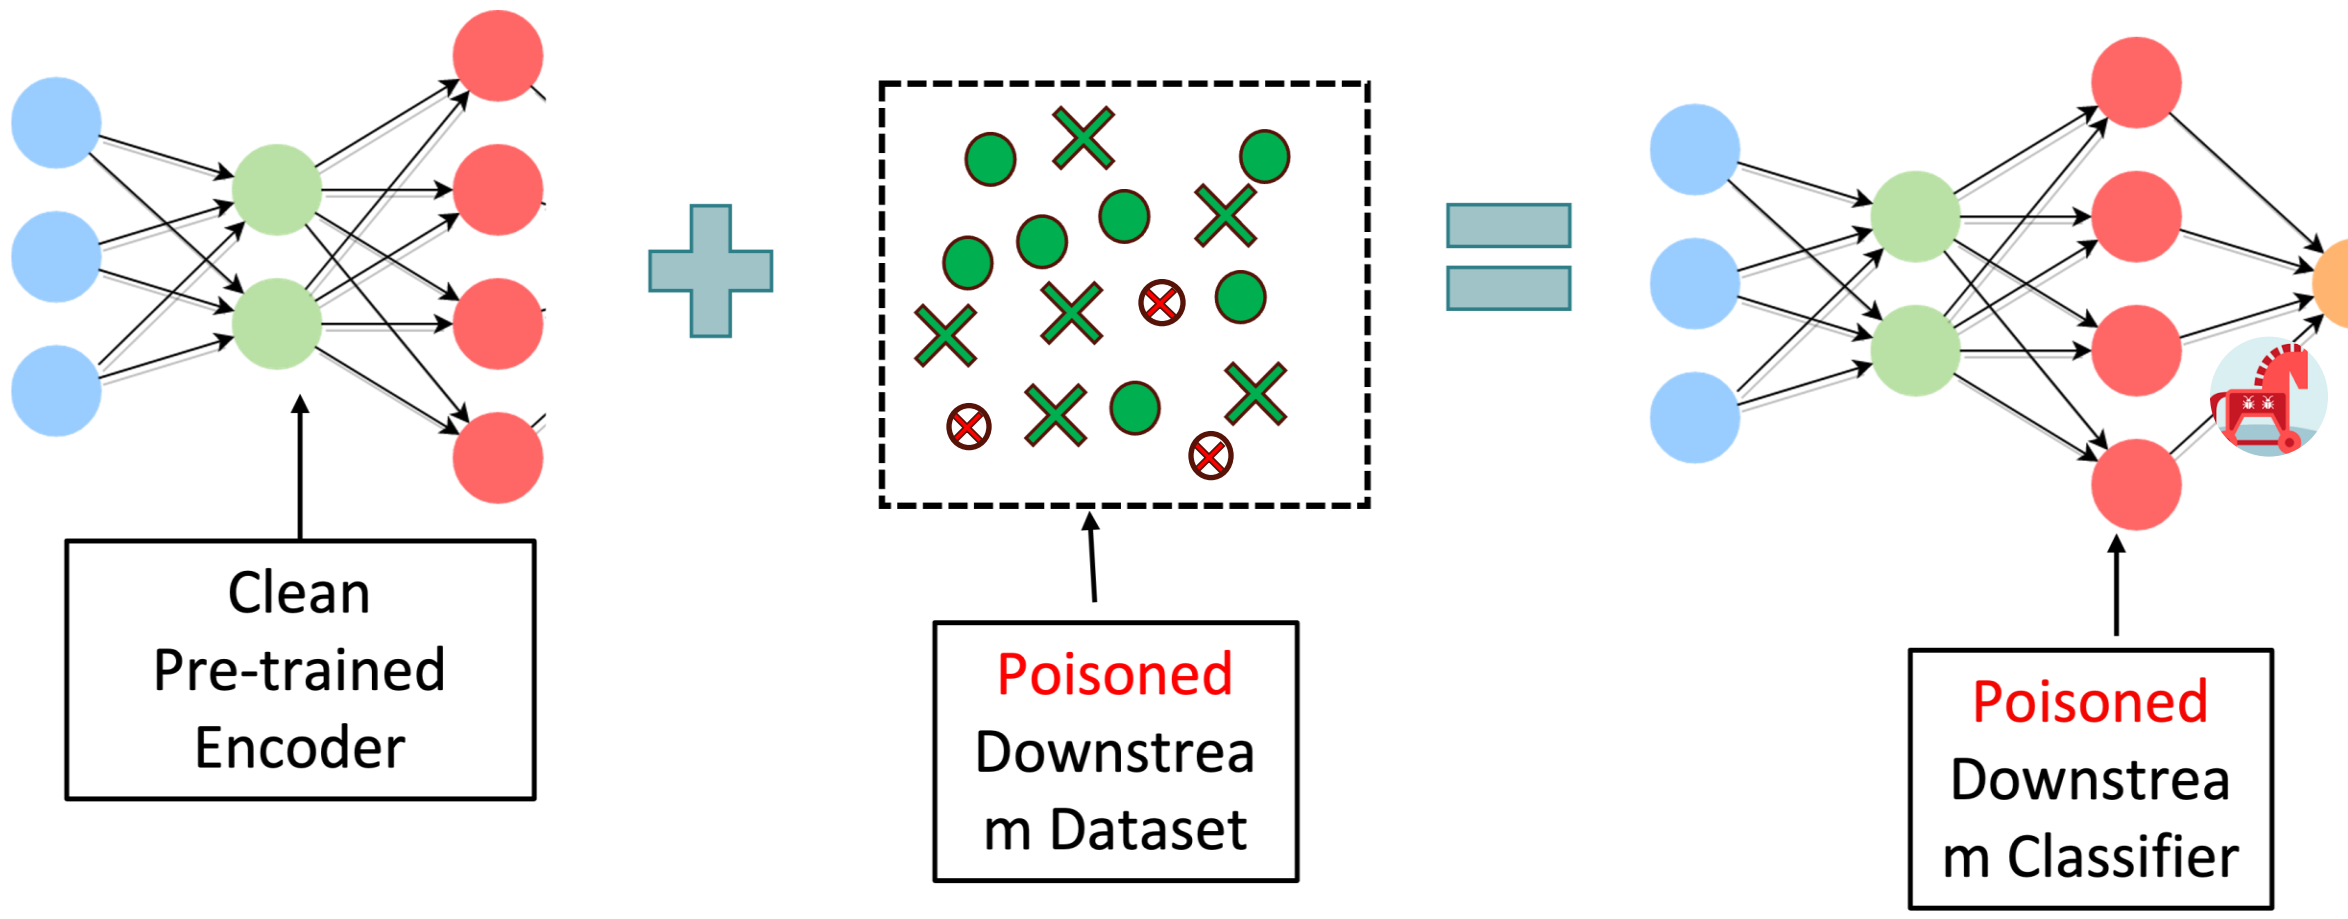 Clean
Pre-trained
Encoder
Poisoned
Downstrea
m Dataset
Poisoned
Downstrea
m Classifier